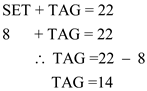 SET + TAG = 22
8 + TAG = 22
∴ TAG = 22 − 8
TAG = 14